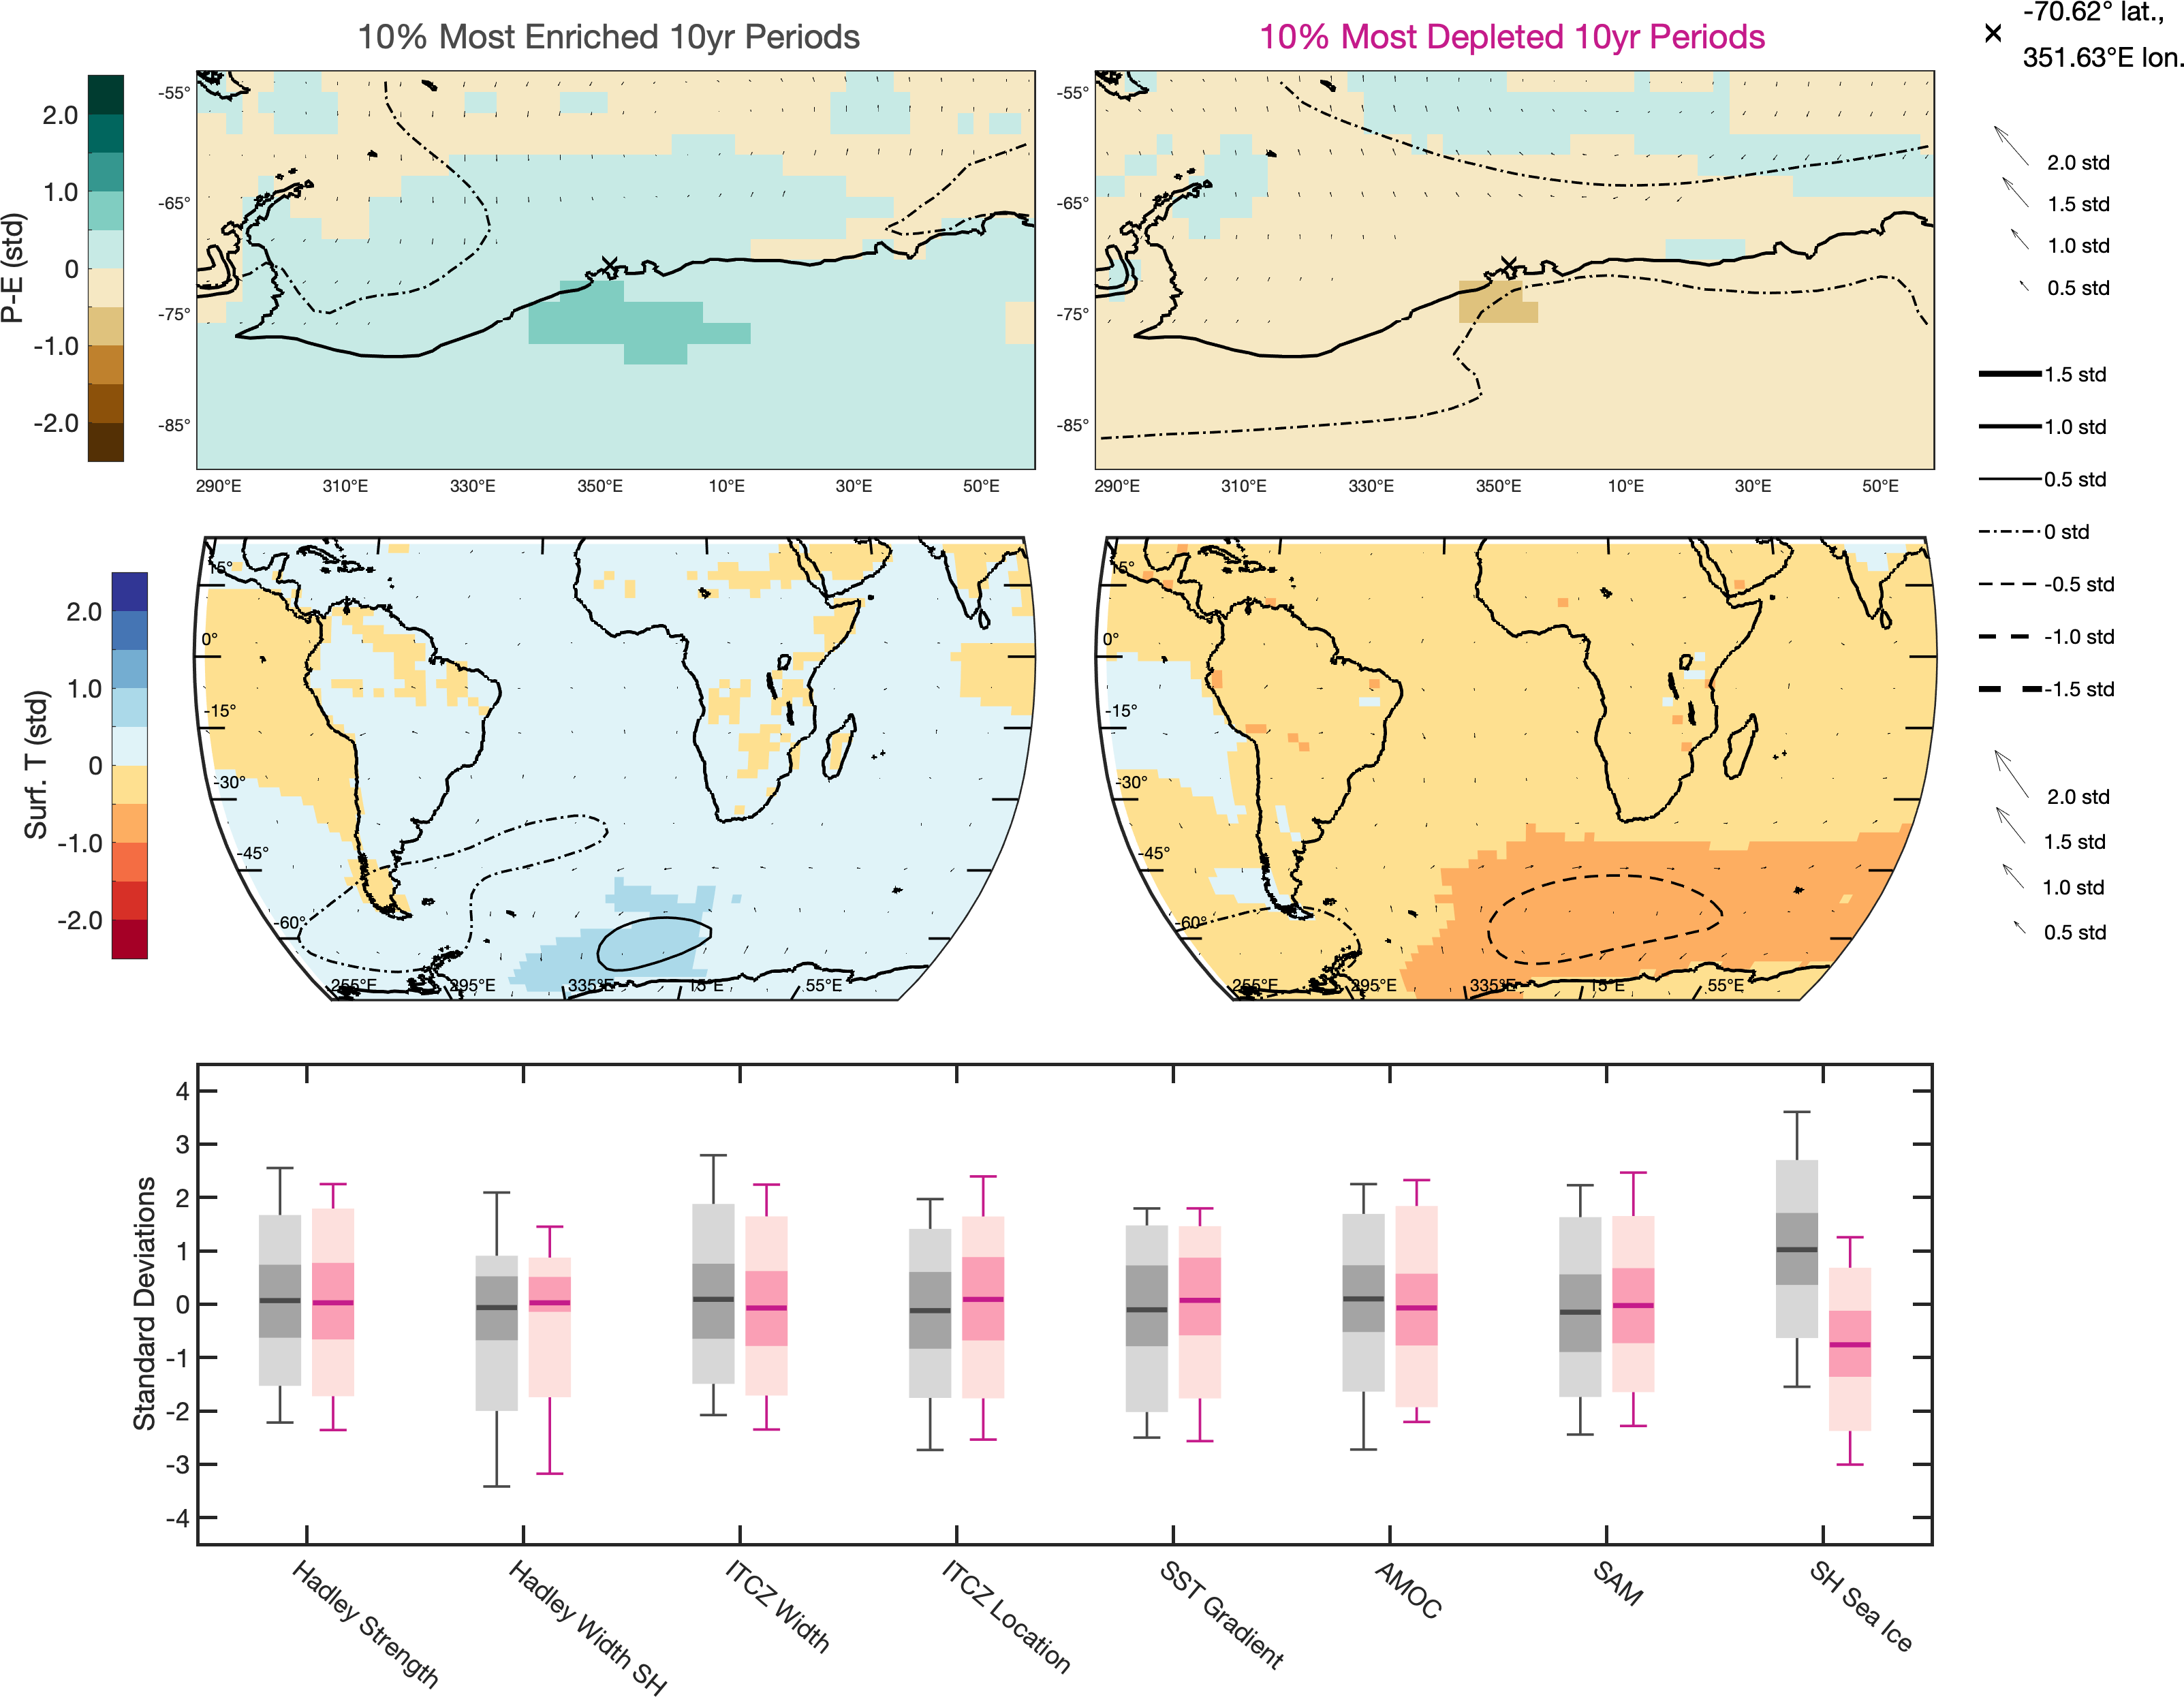 10% Most Enriched 10yr Periods
10% Most Depleted 10yr Periods
-70.62° lat.,
351.63°E lon.
P-E (std)
2.0
1.0
0
-1.0
-2.0
-55°
-65°
-75°
-85°
290°E 310°E 330°E 350°E 10°E 30°E 50°E
-55°
-65°
-75°
-85°
290°E 310°E 330°E 350°E 10°E 30°E 50°E
2.0 std
1.5 std
1.0 std
0.5 std
1.5 std
1.0 std
0.5 std
0 std
-0.5 std
-1.0 std
-1.5 std
2.0 std
1.5 std
1.0 std
0.5 std
Surf. T (std)
2.0
1.0
0
-1.0
-2.0
15°
0°
-15°
-30°
-45°
-60°
255°E 295°E 335°E 15°E 55°E
15°
0°
-15°
-30°
-45°
-60°
255°E 295°E 335°E 15°E 55°E
Standard Deviations
4
3
2
1
0
-1
-2
-3
-4
Hadley Strength
Hadley Width SH
ITCZ Width
ITCZ Location
SST Gradient
AMOC
SAM
SH Sea Ice